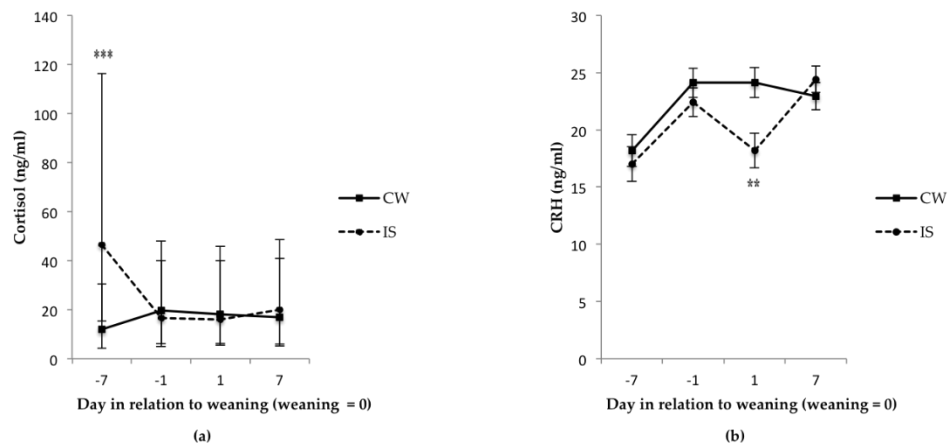 140
120
100
80
60
40
20
0
***
Cortisol (ng/ml)
CW
IS
-7 -1 1 7
Day in relation to weaning (weaning = 0)
(a)
30
25
20
15
10
5
0
**
CRH (ng/ml)
CW
IS
-7 -1 1 7
Day in relation to weaning (weaning = 0)
(b)